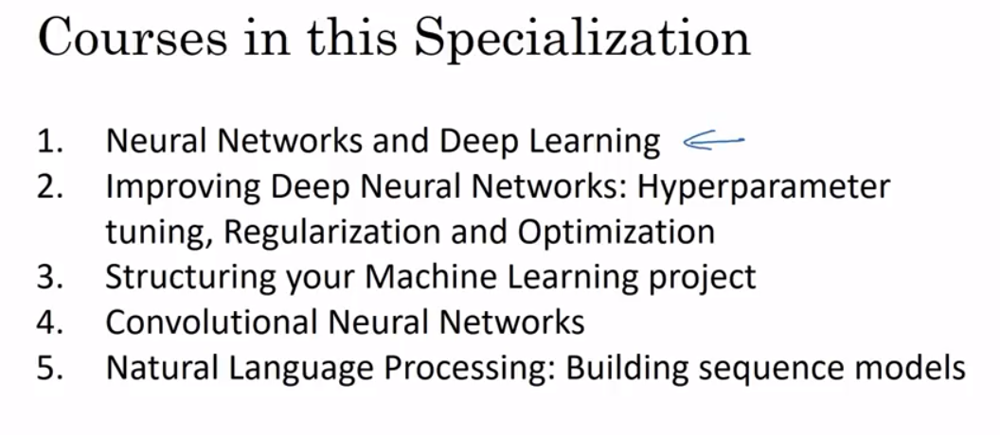 Courses in this Specialization
1. Neural Networks and Deep Learning
2. Improving Deep Neural Networks: Hyperparameter
tuning, Regularization and Optimization
3. Structuring your Machine Learning project
4. Convolutional Neural Networks
5. Natural Language Processing: Building sequence models